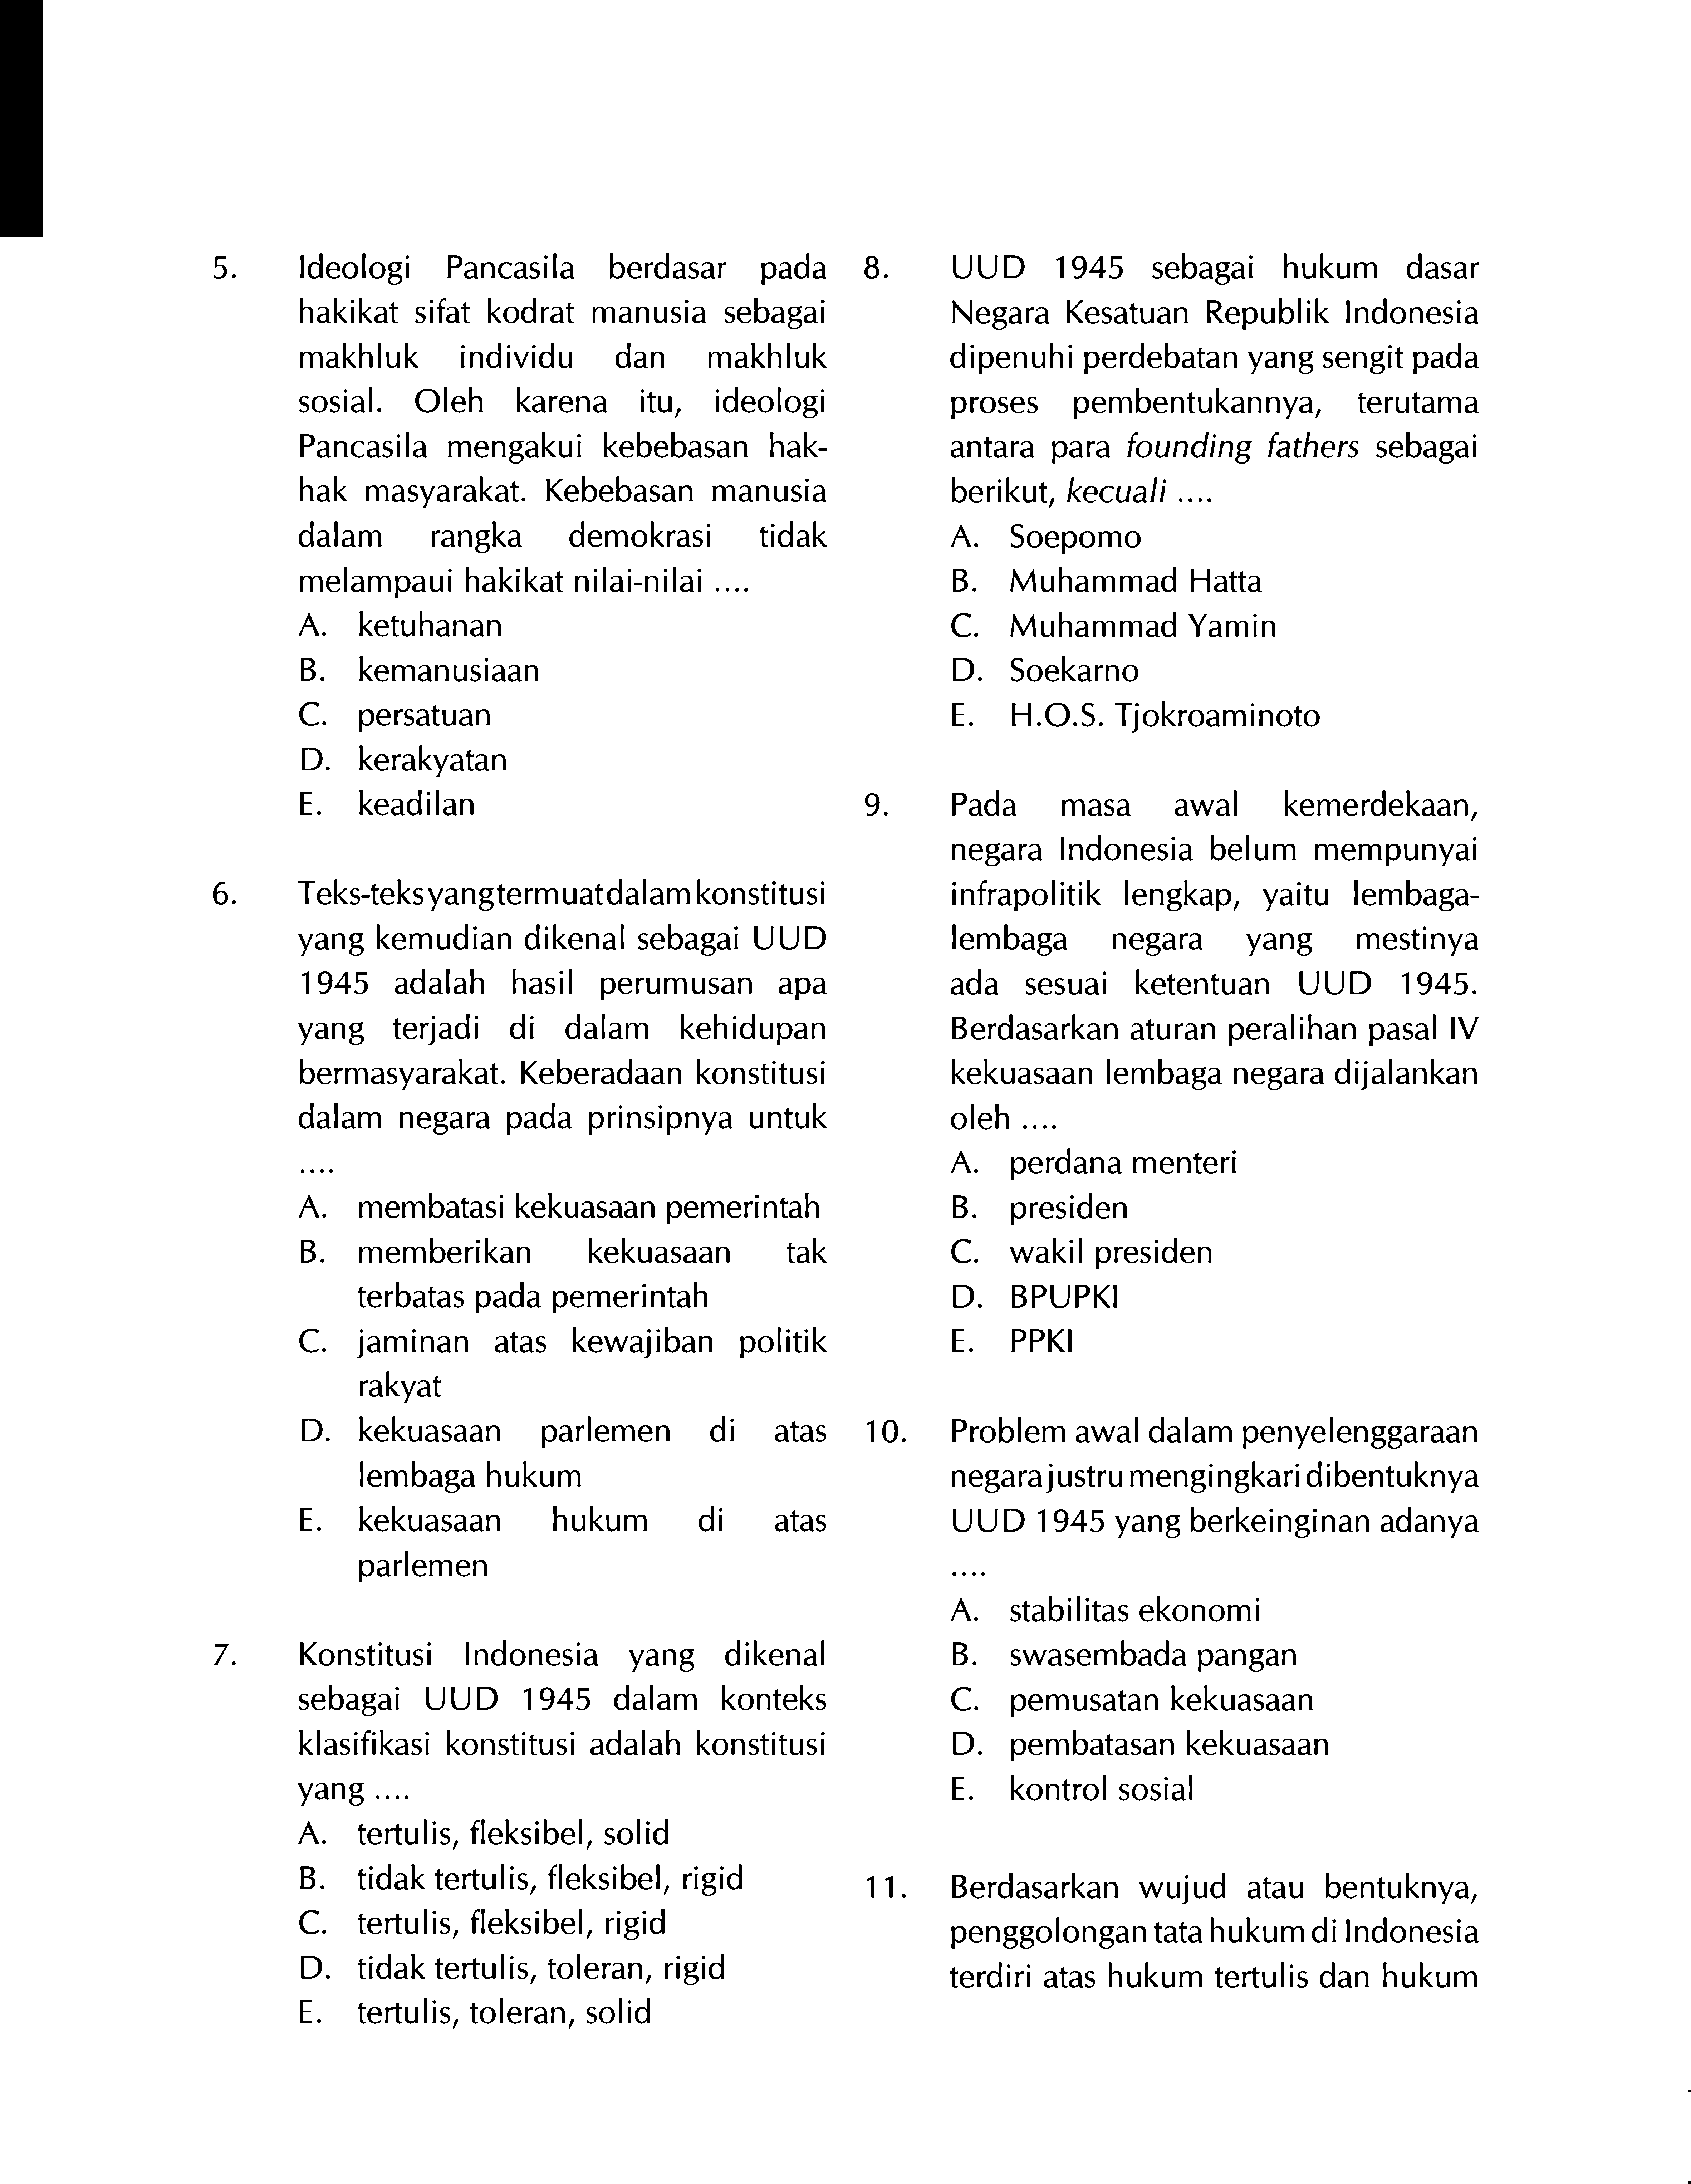 5. Ideologi Pancasila berdasar pada
hakikat sifat kodrat manusia sebagai
makhluk individu dan makhluk
sosial. Oleh karena itu, ideologi
Pancasila mengakui kebebasan hak-
hak masyarakat. Kebebasan manusia
dalam rangka demokrasi tidak
melampaui hakikat nilai-nilai ....
A. ketuhanan
B. kemanusiaan
C. persatuan
D. kerakyatan
E. keadilan
6. Teks-teks yang termuat dalam konstitusi
yang kemudian dikenal sebagai UUD
1945 adalah hasil perumusan apa
yang terjadi di dalam kehidupan
bermasyarakat. Keberadaan konstitusi
dalam negara pada prinsipnya untuk
....
A. membatasi kekuasaan pemerintah
B. memberikan kekuasaan tak
terbatas pada pemerintah
C. jaminan atas kewajiban politik
rakyat
D. kekuasaan parlemen di atas
lembaga hukum
E. kekuasaan hukum di atas
parlemen
7. Konstitusi Indonesia yang dikenal
sebagai UUD 1945 dalam konteks
klasifikasi konstitusi adalah konstitusi
yang ....
A. tertulis, fleksibel, solid
B. tidak tertulis, fleksibel, rigid
C. tertulis, fleksibel, rigid
D. tidak tertulis, toleran, rigid
E. tertulis, toleran, solid
8. UUD 1945 sebagai hukum dasar
Negara Kesatuan Republik Indonesia
dipenuhi perdebatan yang sengit pada
proses pembentukannya, terutama
antara para founding fathers sebagai
berikut, kecuali ....
A. Soepomo
B. Muhammad Hatta
C. Muhammad Yamin
D. Soekarno
E. H.O.S. Tjokroaminoto
9. Pada masa awal kemerdekaan,
negara Indonesia belum mempunyai
infrapolitik lengkap, yaitu lembaga-
lembaga negara yang mestinya
ada sesuai ketentuan UUD 1945.
Berdasarkan aturan peralihan pasal IV
kekuasaan lembaga negara dijalankan
oleh ....
A. perdana menteri
B. presiden
C. wakil presiden
D. BPUPKI
E. PPKI
10. Problem awal dalam penyelenggaraan
negara justru mengingkari dibentuknya
UUD 1945 yang berkeinginan adanya
....
A. stabilitas ekonomi
B. swasembada pangan
C. pemusatan kekuasaan
D. pembatasan kekuasaan
E. kontrol sosial
11. Berdasarkan wujud atau bentuknya,
penggolongan tata hukum di Indonesia
terdiri atas hukum tertulis dan hukum